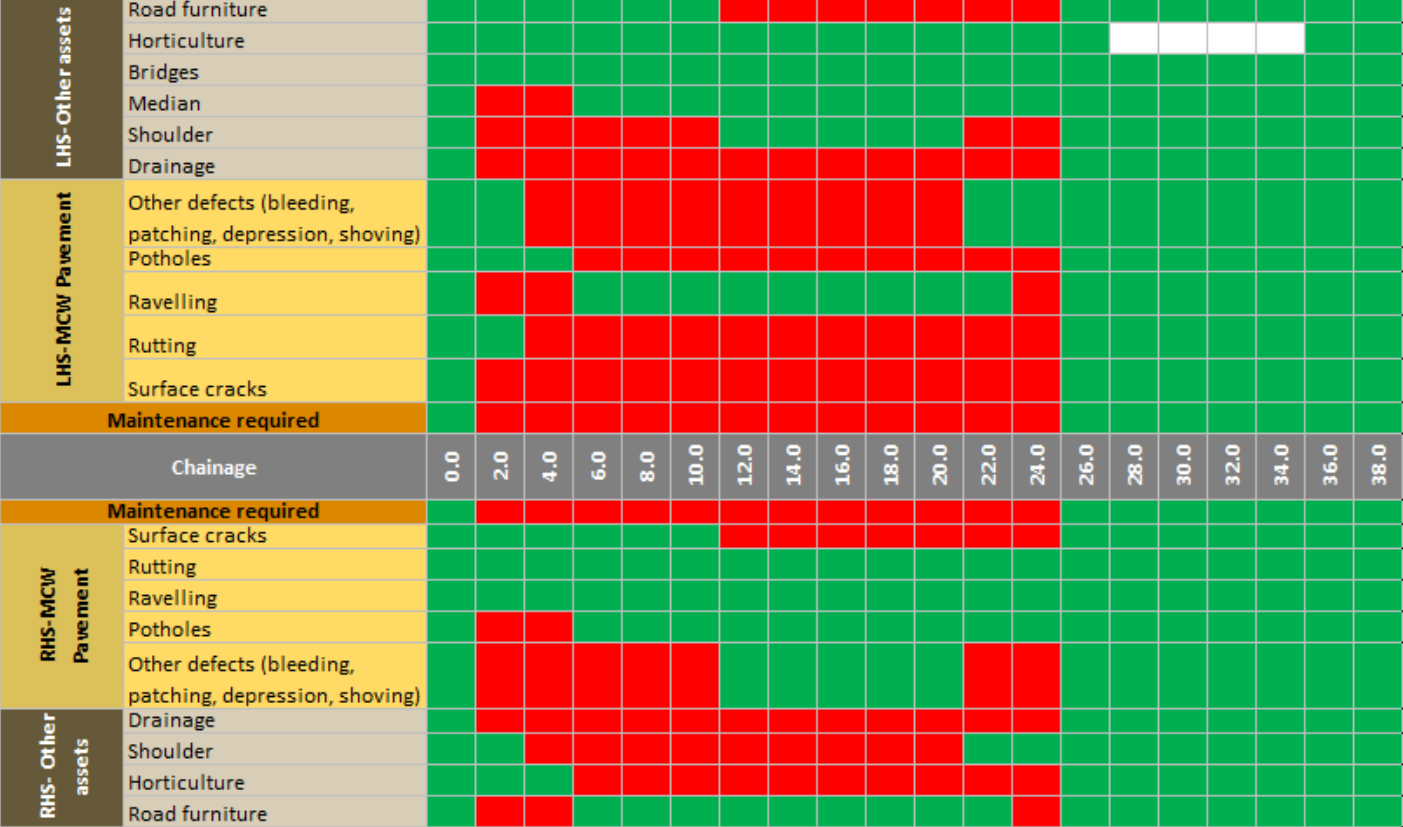 LHS-Other assets
Road furniture
Horticulture
Bridges
Median
Shoulder
Drainage
LHS-MCW Pavement
Other defects (bleeding,
patching, depression, shoving)
Potholes
Ravelling
Rutting
Surface cracks
Maintenance required
Chainage 0.0 2.0 4.0 6.0 8.0 10.0 12.0 14.0 16.0 18.0 20.0 22.0 24.0 26.0 28.0 30.0 32.0 34.0 36.0 38.0
Maintenance required
RHS-MCW
Pavement
Surface cracks
Rutting
Ravelling
Potholes
Other defects (bleeding,
patching, depression, shoving)
RHS- Other
assets
Drainage
Shoulder
Horticulture
Road furniture